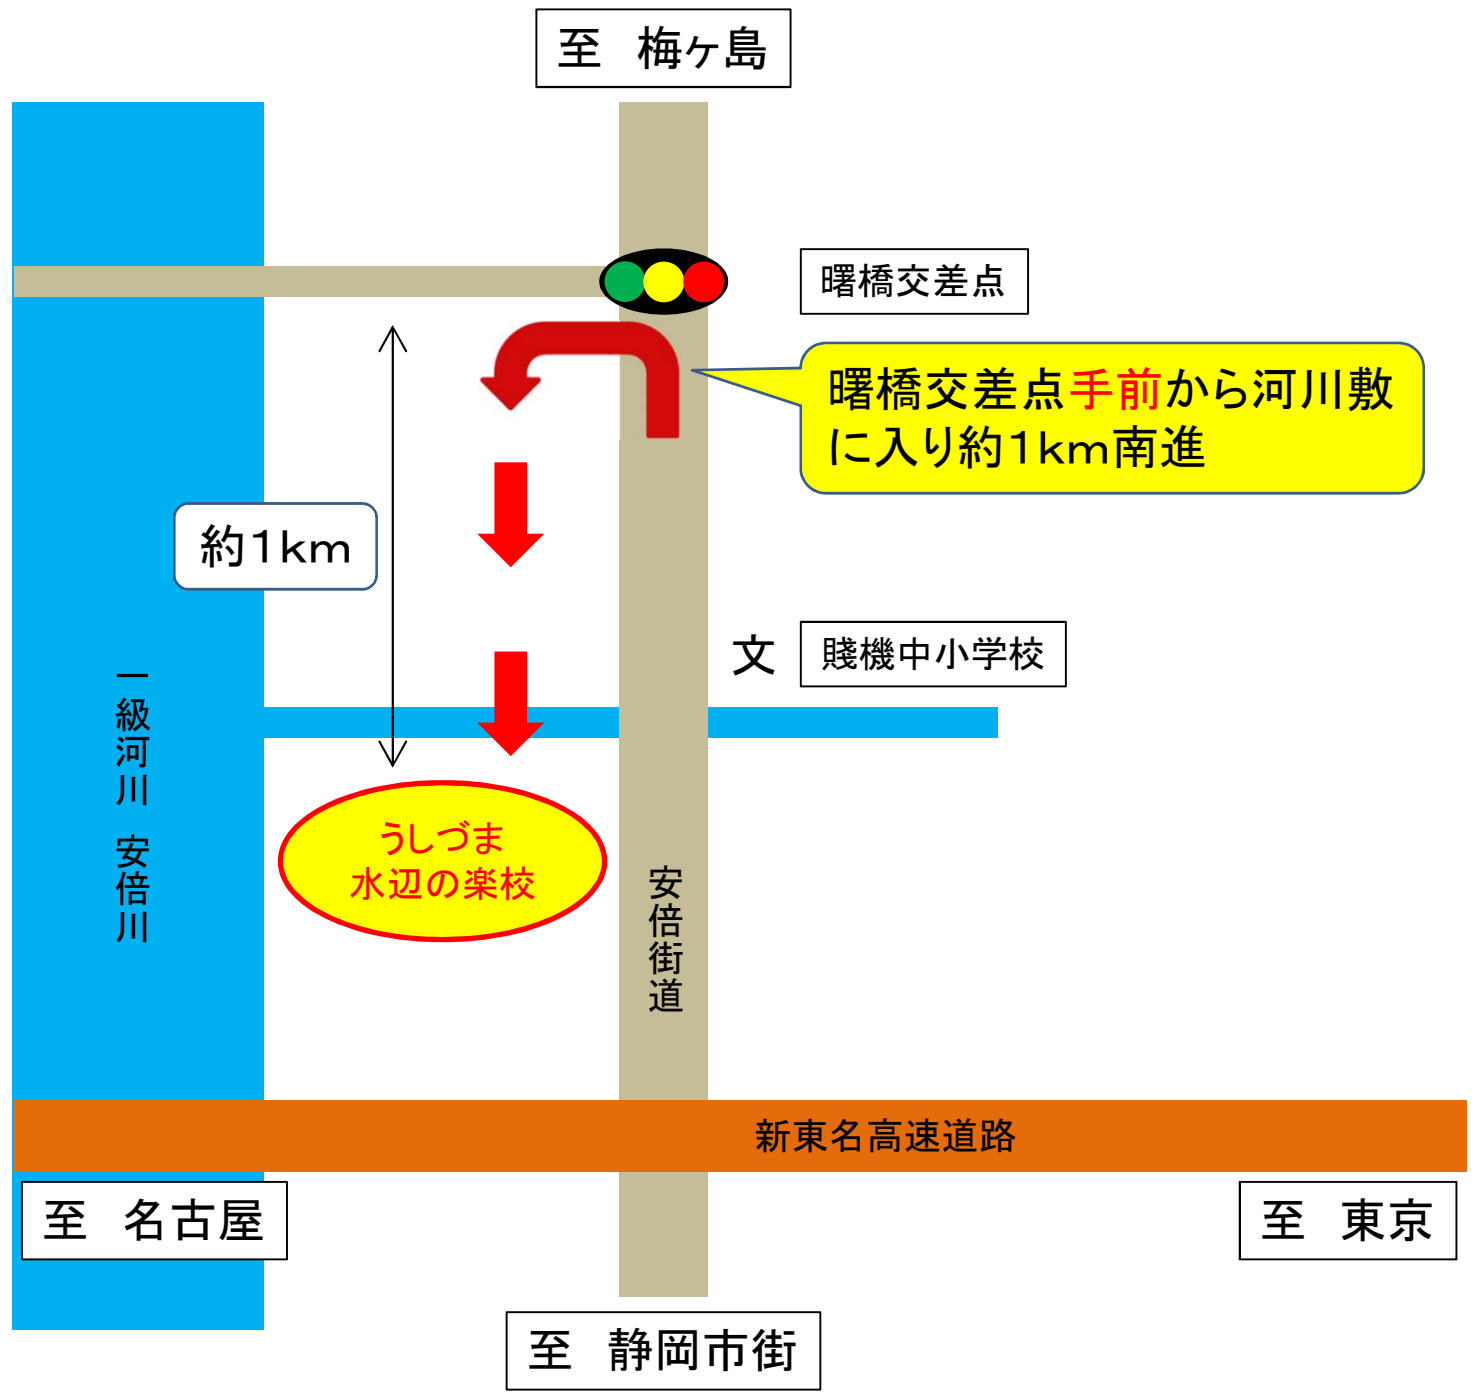 至　梅ヶ島
曙橋交差点
曙橋交差点手前から河川敷
に入り約1km南進
約1km
文
賤機中小学校
一級河川　安倍川
うしづま
水辺の楽校
安倍街道
新東名高速道路
至　名古屋
至　東京
至　静岡市街